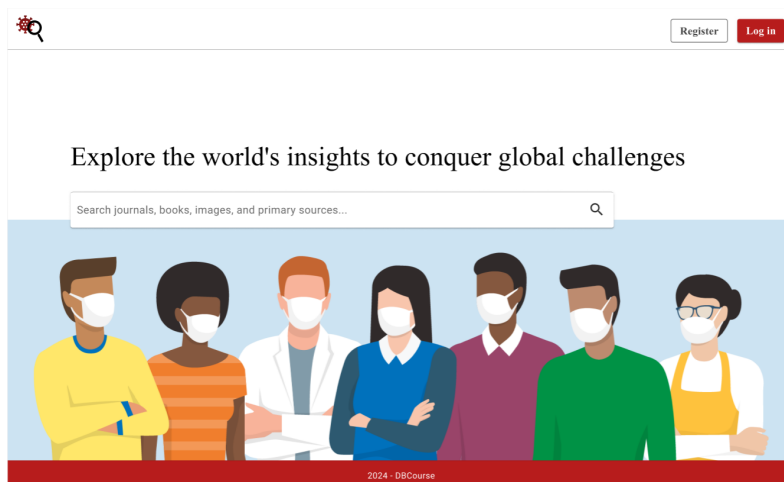 Register
Log in
Explore the world's insights to conquer global challenges
Search journals, books, images, and primary sources...
2024 - DBCourse